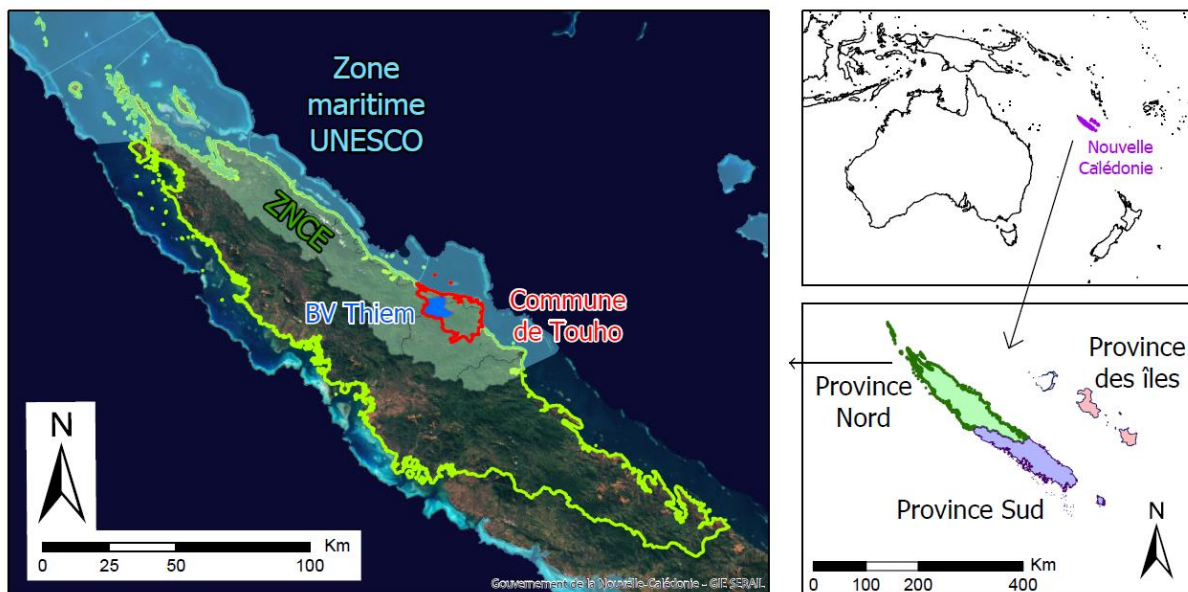 Zone
maritime
UNESCO
ZNCE
BV Thiem
Commune
de Touho
N
Km
0 25 50 100
Gouvernement de la Nouvelle-Calédonie - GIE SERAIL
Nouvelle
Calédonie
Province
des îles
Province
Nord
Province Sud
N
Km
0 100 200 400